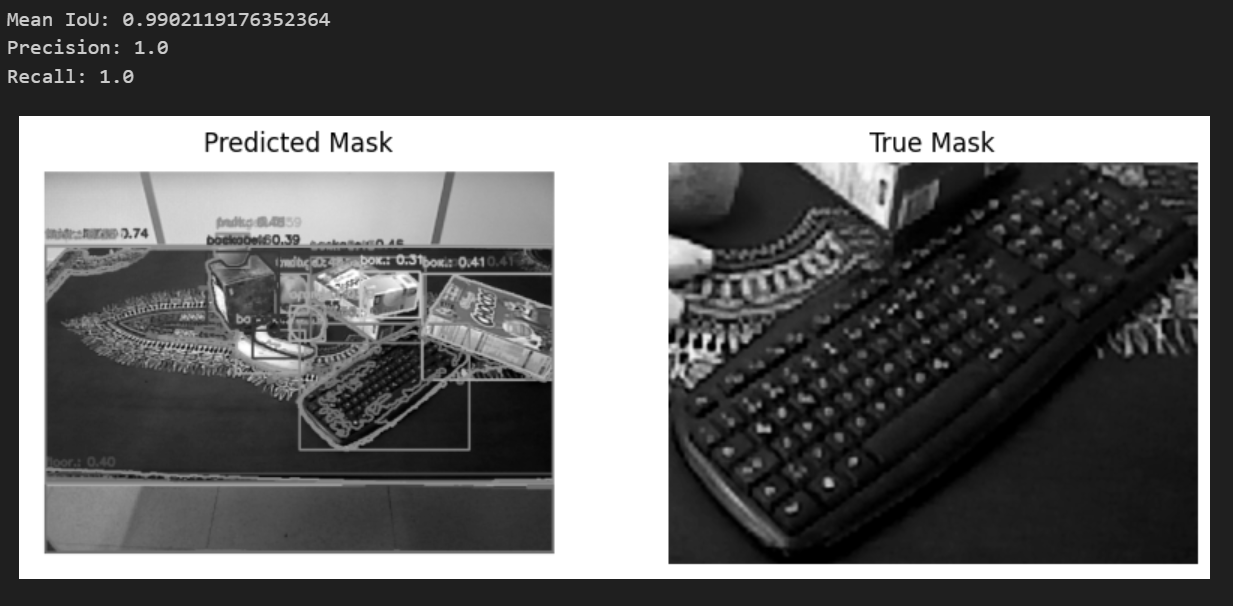 Mean IoU: 0.9902119176352364
Precision: 1.0
Recall: 1.0
Predicted Mask
True Mask
0.74
0.39
box.: 0.31
box.: 0.41
0.40